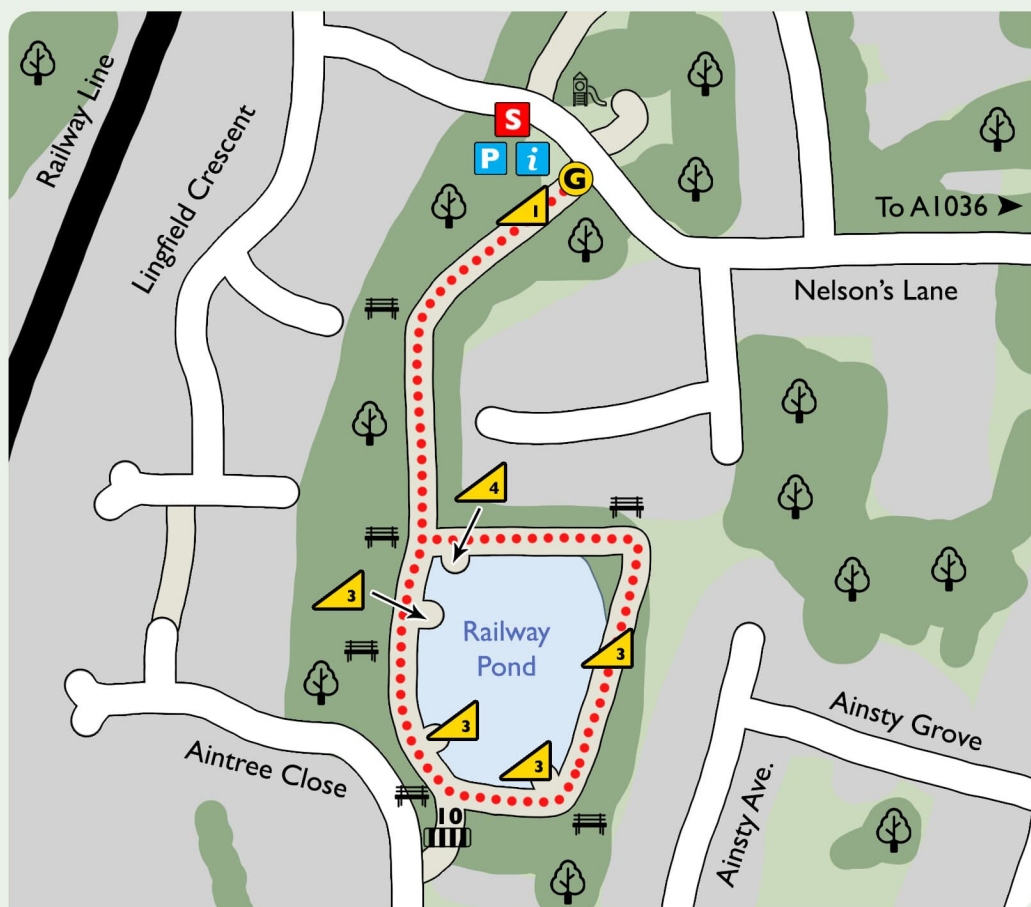 Railway Line
Lingfield Crescent
S
P
i
G
1
To A1036
Nelson's Lane
4
3
Railway
Pond
3
3
3
Ainsty Grove
Aintree Close
Ainsty Ave.
10